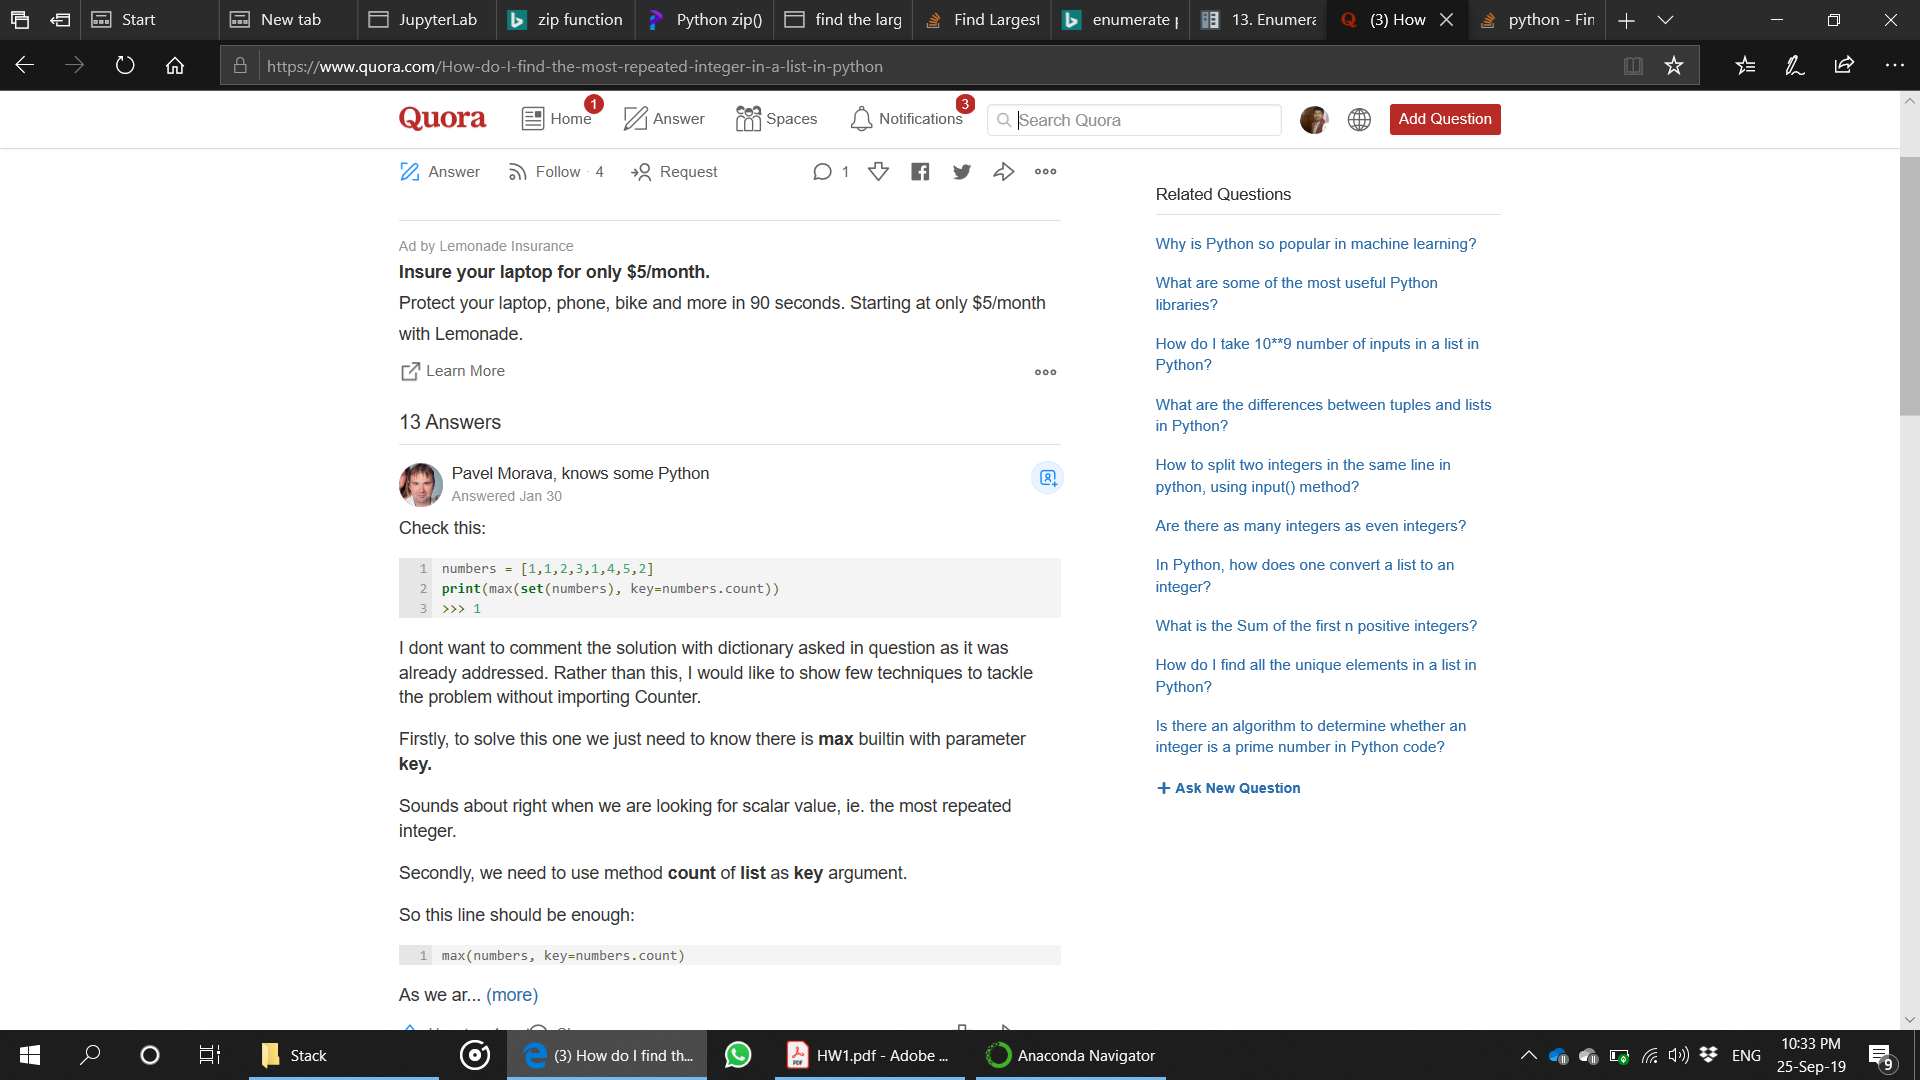 Start
New tab
JupyterLab
zip function
Python zip()
find the larg
Find Largest
enumerate p
13. Enumera
(3) How
python - Fin
https://www.quora.com/How-do-I-find-the-most-repeated-integer-in-a-list-in-python
Quora
1
Home
Answer
Spaces
3
Notifications
Search Quora
Add Question
Answer
Follow · 4
Request
1
Ad by Lemonade Insurance
Insure your laptop for only $5/month.
Protect your laptop, phone, bike and more in 90 seconds. Starting at only $5/month
with Lemonade.
Learn More
13 Answers
Pavel Morava, knows some Python
Answered Jan 30
Check this:
1 numbers = [1,1,2,3,1,4,5,2]
2 print(max(set(numbers), key=numbers.count))
3 >>> 1
I dont want to comment the solution with dictionary asked in question as it was
already addressed. Rather than this, I would like to show few techniques to tackle
the problem without importing Counter.
Firstly, to solve this one we just need to know there is max builtin with parameter
key.
Sounds about right when we are looking for scalar value, ie. the most repeated
integer.
Secondly, we need to use method count of list as key argument.
So this line should be enough:
1 max(numbers, key=numbers.count)
As we ar... (more)
Related Questions
Why is Python so popular in machine learning?
What are some of the most useful Python
libraries?
How do I take 10**9 number of inputs in a list in
Python?
What are the differences between tuples and lists
in Python?
How to split two integers in the same line in
python, using input() method?
Are there as many integers as even integers?
In Python, how does one convert a list to an
integer?
What is the Sum of the first n positive integers?
How do I find all the unique elements in a list in
Python?
Is there an algorithm to determine whether an
integer is a prime number in Python code?
+ Ask New Question
Stack
(3) How do I find th...
HW1.pdf - Adobe ...
Anaconda Navigator
ENG
10:33 PM
25-Sep-19
9